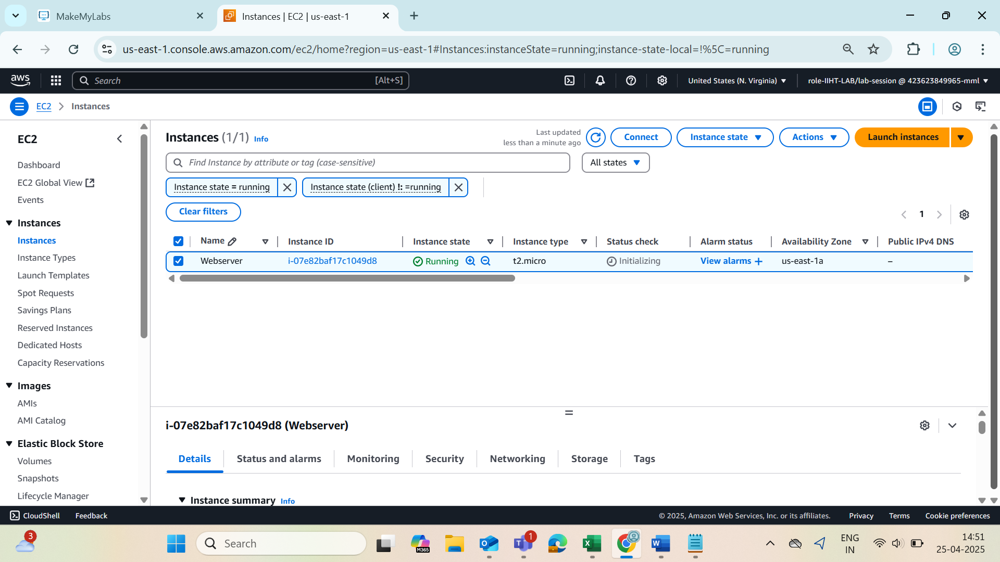 MakeMyLabs
Instances | EC2 | us-east-1
us-east-1.console.aws.amazon.com/ec2/home?region=us-east-1#Instances:instanceState=running;instance-state-local=!%5C=running
aws
Search [Alt+S]
United States (N. Virginia)
role-IIHT-LAB/lab-session @ 423623849965-mml
EC2 Instances
EC2
Dashboard
EC2 Global View
Events
Instances
Instances
Instance Types
Launch Templates
Spot Requests
Savings Plans
Reserved Instances
Dedicated Hosts
Capacity Reservations
Images
AMIs
AMI Catalog
Elastic Block Store
Volumes
Snapshots
Lifecycle Manager
Instances (1/1) Info
Last updated
less than a minute ago
Connect
Instance state
Actions
Launch instances
Find Instance by attribute or tag (case-sensitive)
All states
Instance state = running
Instance state (client) !: =running
Clear filters
1
Name Instance ID Instance state Instance type Status check Alarm status Availability Zone Public IPv4 DNS
Webserver i-07e82baf17c1049d8 Running t2.micro Initializing View alarms + us-east-1a –
i-07e82baf17c1049d8 (Webserver)
Details Status and alarms Monitoring Security Networking Storage Tags
Instance summary Info
CloudShell Feedback
© 2025, Amazon Web Services, Inc. or its affiliates. Privacy Terms Cookie preferences
3
Search
M365
1
ENG
IN
14:51
25-04-2025